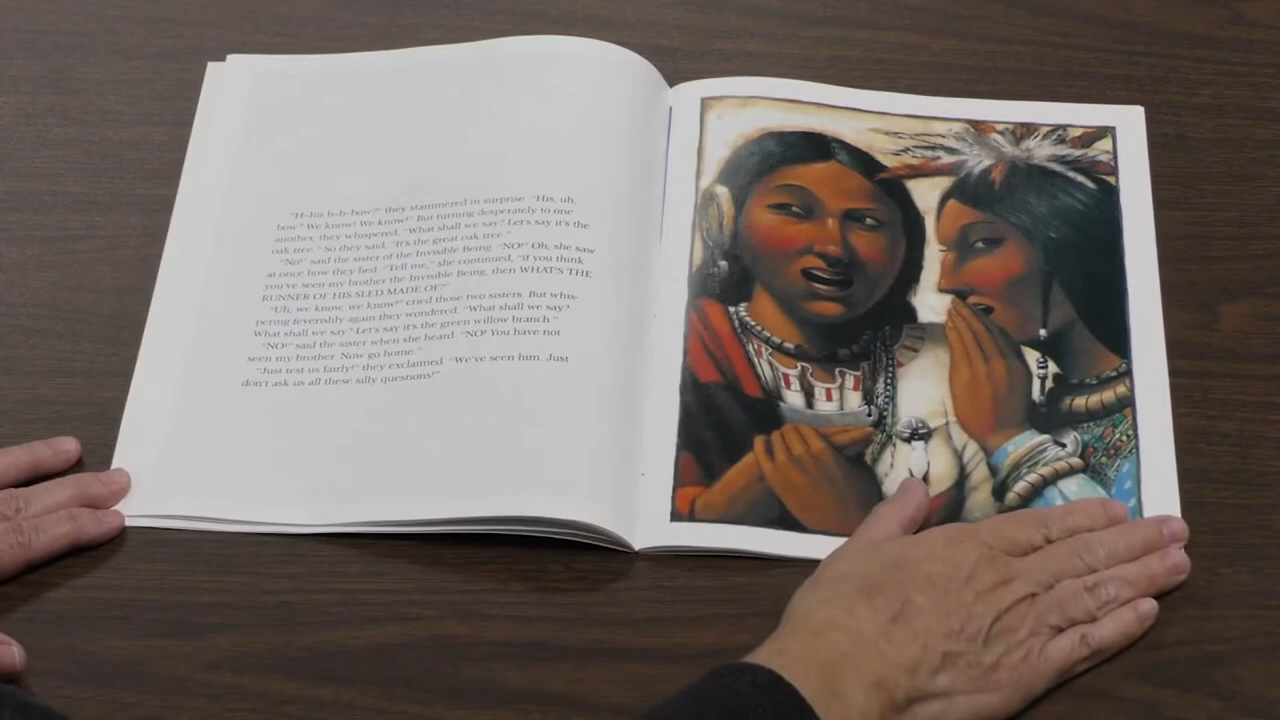 "H-his b-b-bow?" they stammered in surprise. "His, uh,
bow? We know! We know!" But turning desperately to one
another, they whispered, "What shall we say? Let's say it's the
oak tree." So they said, "It's the great oak tree."
"No!" said the sister of the Invisible Being. "NO!" Oh, she saw
at once how they lied. "Tell me," she continued, "if you think
you've seen my brother the Invisible Being, then WHAT'S THE
RUNNER OF HIS SLED MADE OF?"
"Uh, we know, we know!" cried those two sisters. But whis-
pering feverishly again they wondered, "What shall we say?
What shall we say? Let's say it's the green willow branch."
"NO!" said the sister when she heard. "NO! You have not
seen my brother. Now go home."
"Just test us fairly!" they exclaimed. "We've seen him. Just
don't ask us all these silly questions!"